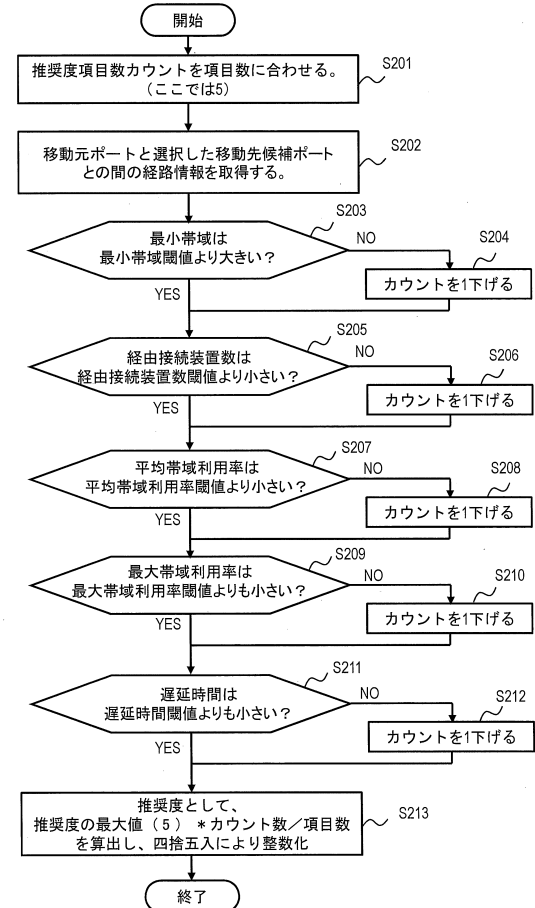 開始
S201
推奨度項目数カウントを項目数に合わせる。
(ここでは5)
S202
移動元ポートと選択した移動先候補ポート
との間の経路情報を取得する。
S203
最小帯域は
最小帯域閾値より大きい？
NO
YES
S204
カウントを1下げる
S205
経由接続装置数は
経由接続装置数閾値より小さい？
NO
YES
S206
カウントを1下げる
S207
平均帯域利用率は
平均帯域利用率閾値より小さい？
NO
YES
S208
カウントを1下げる
S209
最大帯域利用率は
最大帯域利用率閾値よりも小さい？
NO
YES
S210
カウントを1下げる
S211
遅延時間は
遅延時間閾値よりも小さい？
NO
YES
S212
カウントを1下げる
S213
推奨度として、
推奨度の最大値（5）＊カウント数／項目数
を算出し、四捨五入により整数化
終了